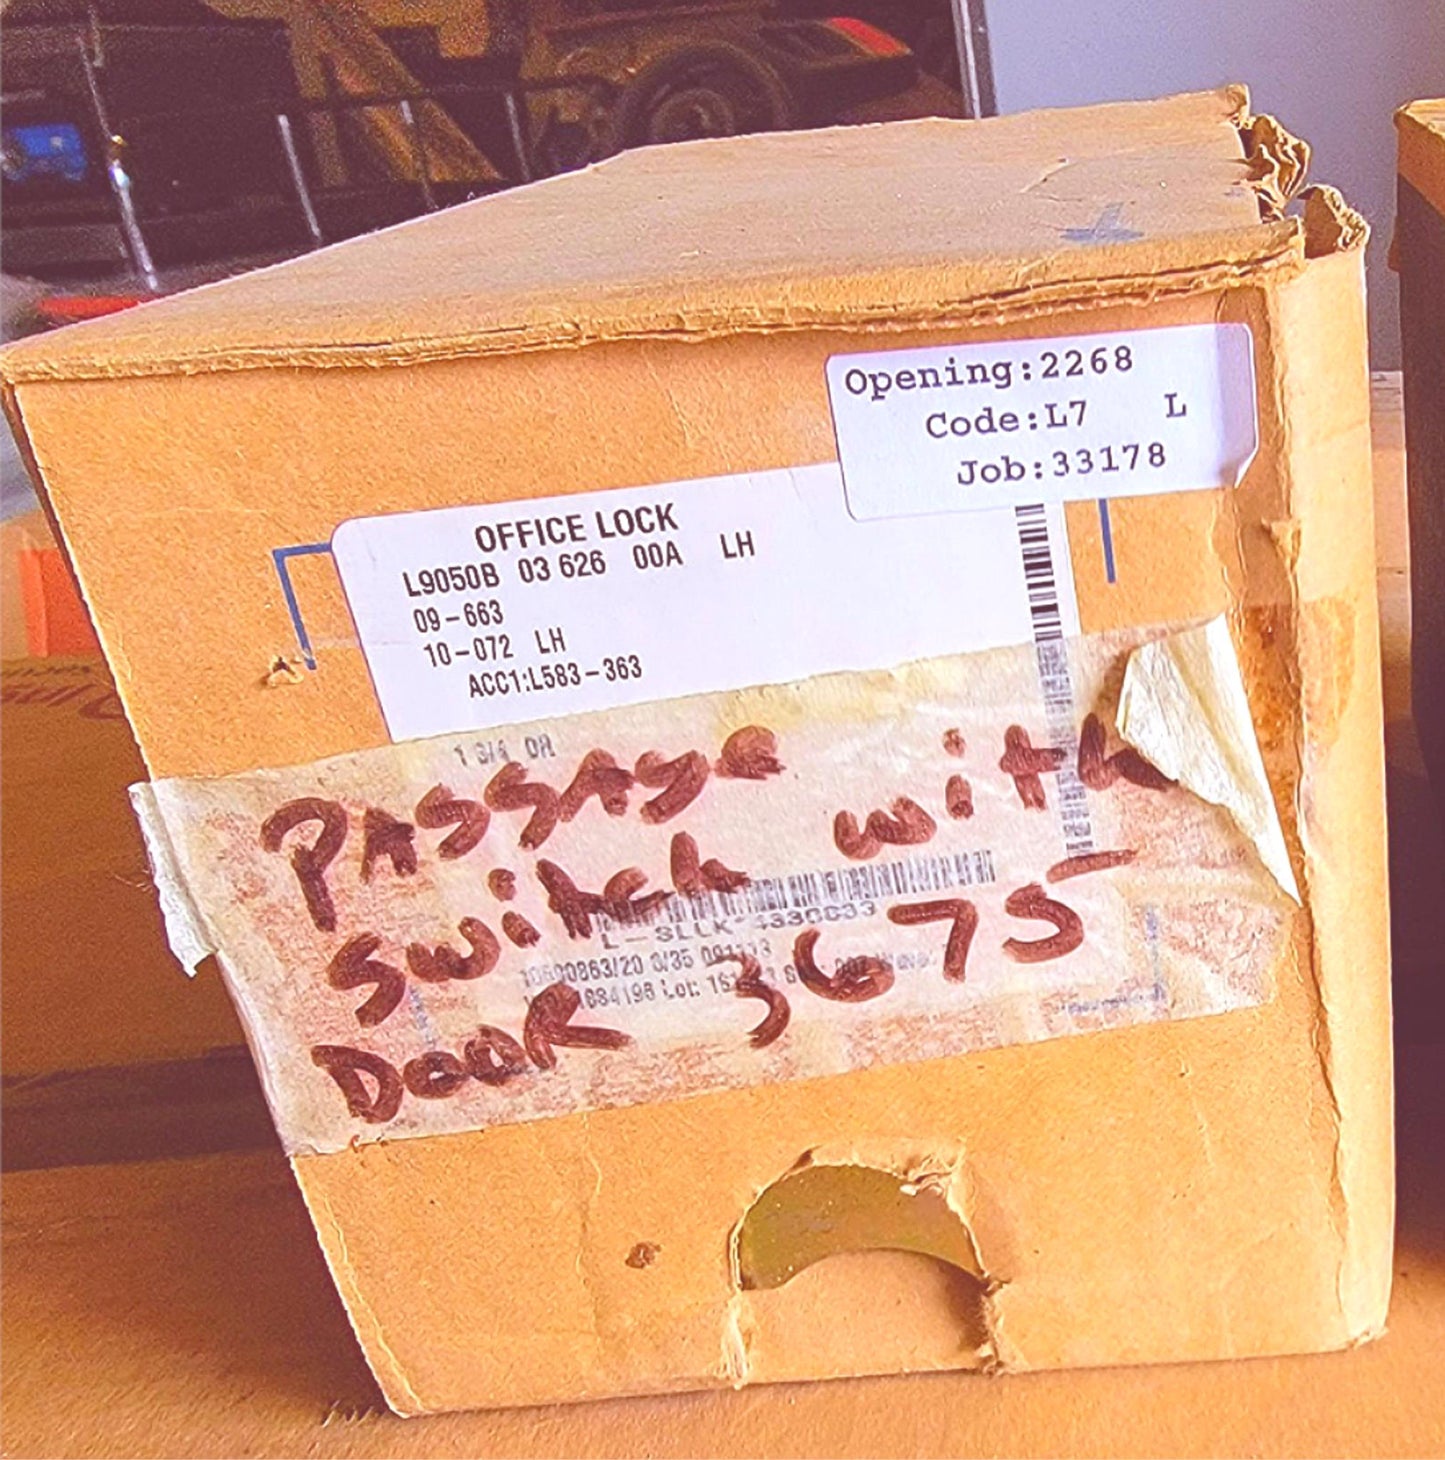 Opening:2268
Code:L7 L
Job:33178
OFFICE LOCK
L9050B 03 626 00A LH
09-663
10-072 LH
ACC1:L583-363
1 3/4 DR
PASSAGE
switch with
DOOR 3675